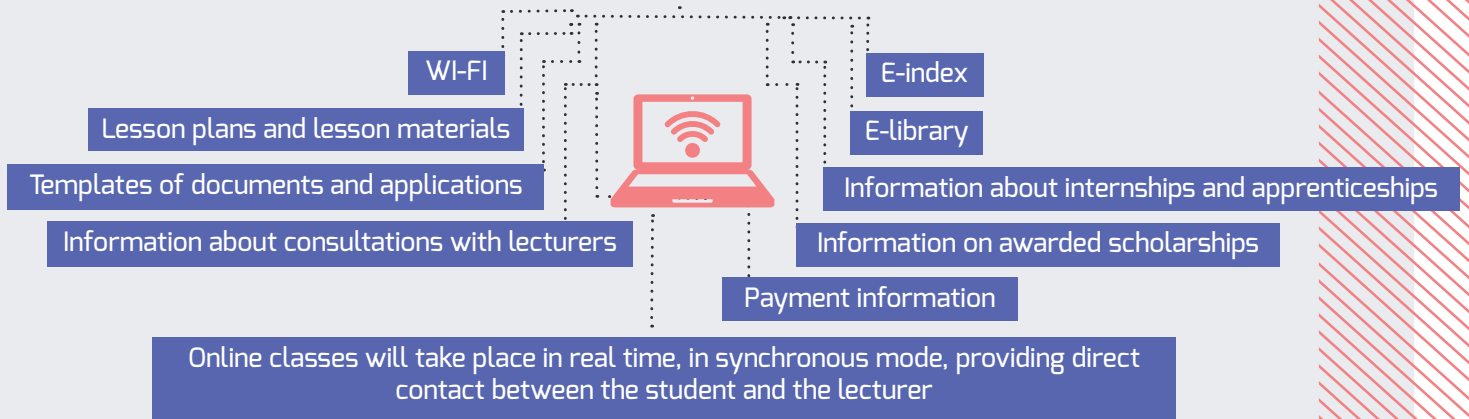 WI-FI
Lesson plans and lesson materials
Templates of documents and applications
Information about consultations with lecturers
E-index
E-library
Information about internships and apprenticeships
Information on awarded scholarships
Payment information
Online classes will take place in real time, in synchronous mode, providing direct
contact between the student and the lecturer